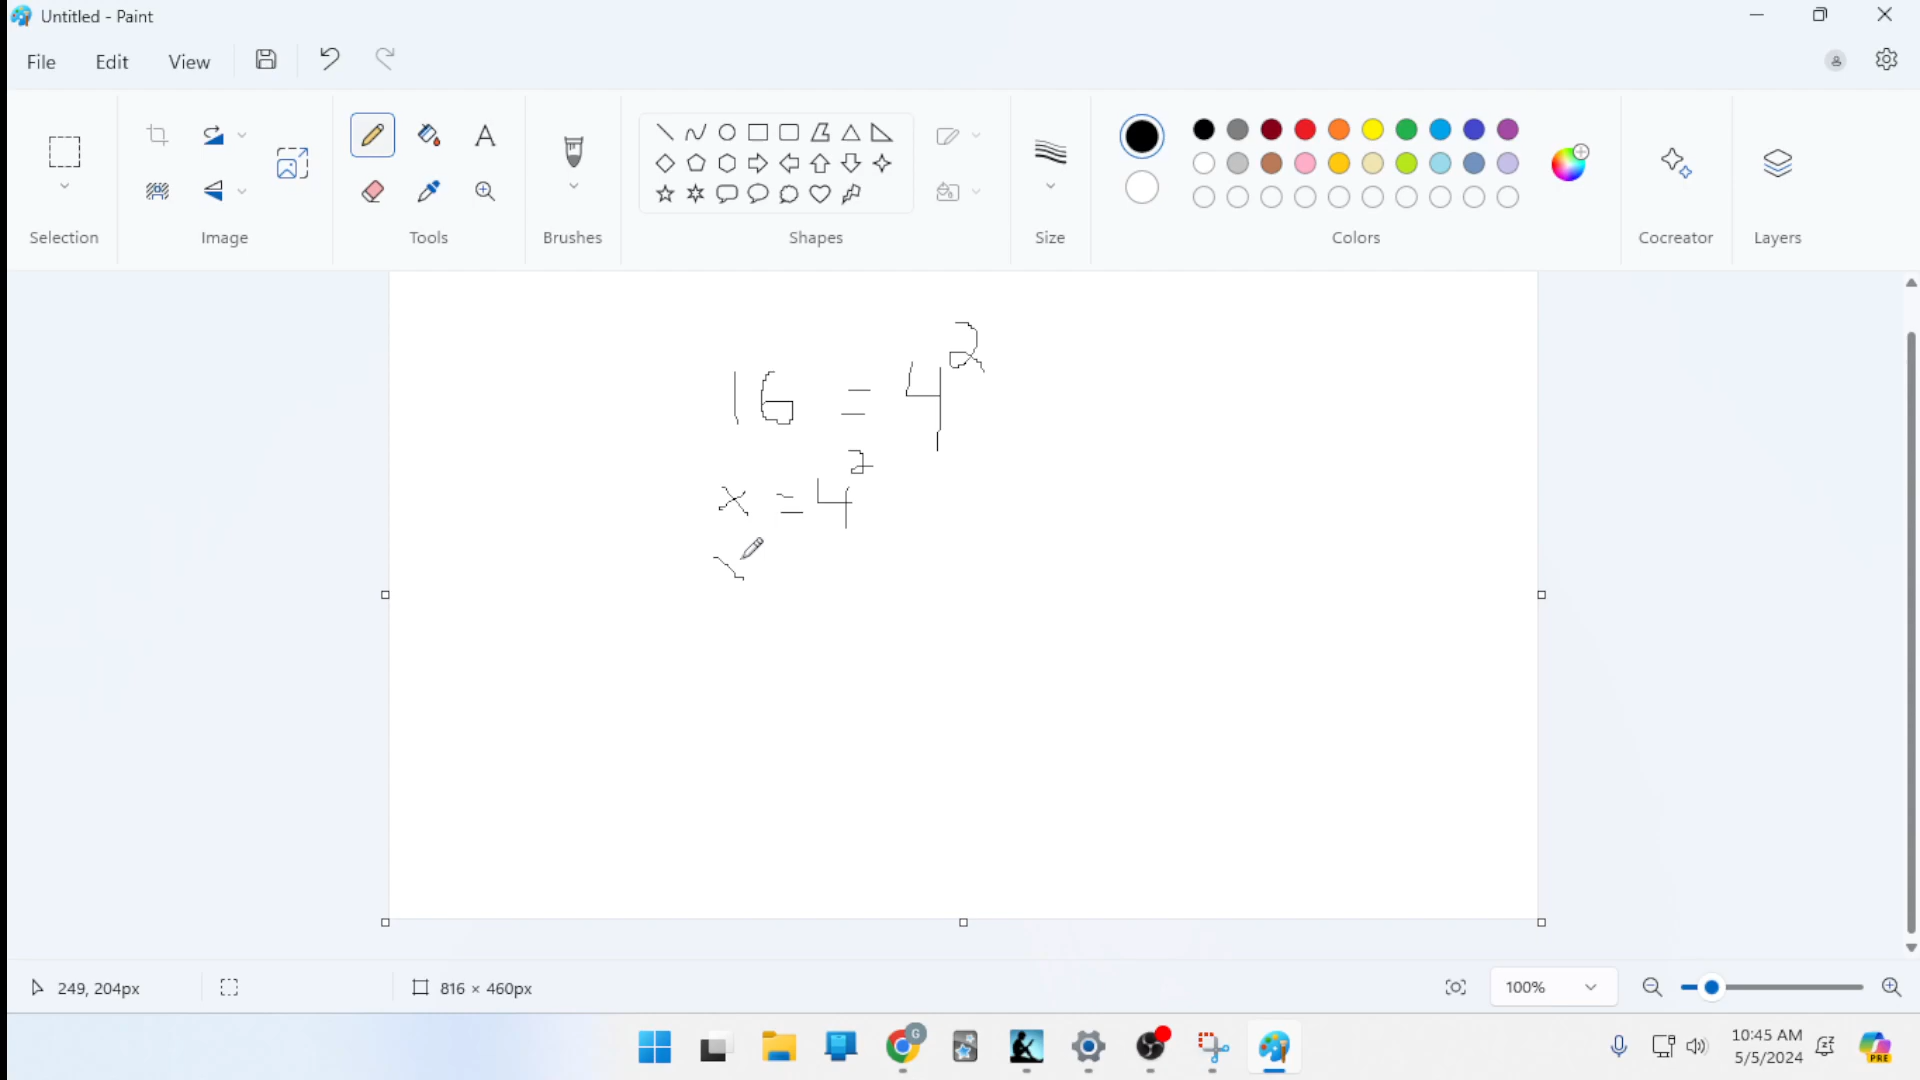 Untitled - Paint
File Edit View
Selection Image Tools Brushes Shapes Size Colors Cocreator Layers
16 = 4²
x = 4²
249, 204px 816 × 460px 100%
G
PRE
10:45 AM
5/5/2024